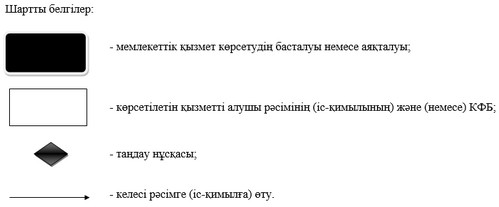 Шартты белгілер:
- мемлекеттік қызмет көрсетудің басталуы немесе аяқталуы;
- көрсетілетін қызметті алушы рәсімінің (іс-қимылының) және (немесе) КФБ;
- таңдау нұсқасы;
- келесі рәсімге (іс-қимылға) өту.